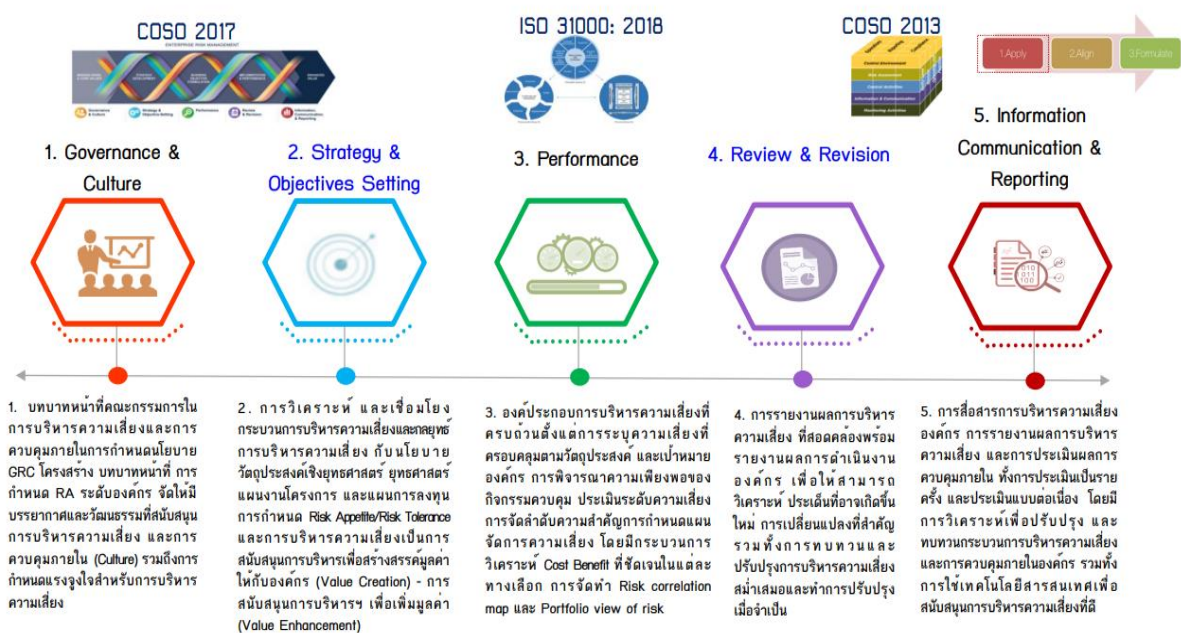 COSO 2017
ENTERPRISE RISK MANAGEMENT
Governance
& Culture
Strategy &
Objective-Setting
Performance
Review
& Revision
Information,
Communication
& Reporting
ISO 31000: 2018
COSO 2013
Operations
Reporting
Compliance
Control Environment
Risk Assessment
Control Activities
Information & Communication
Monitoring Activities
1.Apply
2.Align
3.Formulate
1. Governance &
Culture
2. Strategy &
Objectives Setting
3. Performance
4. Review & Revision
5. Information
Communication &
Reporting
010
011
100
1. บทบาทหน้าที่คณะกรรมการใน
การบริหารความเสี่ยงและการ
ควบคุมภายในการกำหนดนโยบาย
GRC โครงสร้าง บทบาทหน้าที่ การ
กำหนด RA ระดับองค์กร จัดให้มี
บรรยากาศและวัฒนธรรมที่สนับสนุน
การบริหารความเสี่ยง และการ
ควบคุมภายใน (Culture) รวมถึงการ
กำหนดแรงจูงใจสำหรับการบริหาร
ความเสี่ยง
2. การวิเคราะห์ และเชื่อมโยง
กระบวนการบริหารความเสี่ยงและกลยุทธ์
การบริหารความเสี่ยง กับนโยบาย
วัตถุประสงค์เชิงยุทธศาสตร์ ยุทธศาสตร์
แผนงานโครงการ และแผนการลงทุน
การกำหนด Risk Appetite/Risk Tolerance
และการบริหารความเสี่ยงเป็นการ
สนับสนุนการบริหารเพื่อสร้างสรรค์มูลค่า
ให้กับองค์กร (Value Creation) - การ
สนับสนุนการบริหารฯ เพื่อเพิ่มมูลค่า
(Value Enhancement)
3. องค์ประกอบการบริหารความเสี่ยงที่
ครบถ้วนตั้งแต่การระบุความเสี่ยงที่
ครอบคลุมตามวัตถุประสงค์ และเป้าหมาย
องค์กร การพิจารณาความเพียงพอของ
กิจกรรมควบคุม ประเมินระดับความเสี่ยง
การจัดลำดับความสำคัญการกำหนดแผน
จัดการความเสี่ยง โดยมีกระบวนการ
วิเคราะห์ Cost Benefit ที่ชัดเจนในแต่ละ
ทางเลือก การจัดทำ Risk correlation
map และ Portfolio view of risk
4. การรายงานผลการบริหาร
ความเสี่ยง ที่สอดคล้องพร้อม
รายงานผลการดำเนินงาน
องค์กร เพื่อให้สามารถ
วิเคราะห์ ประเด็นที่อาจเกิดขึ้น
ใหม่ การเปลี่ยนแปลงที่สำคัญ
รวมทั้งการทบทวนและ
ปรับปรุงการบริหารความเสี่ยง
สม่ำเสมอและทำการปรับปรุง
เมื่อจำเป็น
5. การสื่อสารการบริหารความเสี่ยง
องค์กร การรายงานผลการบริหาร
ความเสี่ยง และการประเมินผลการ
ควบคุมภายใน ทั้งการประเมินเป็นราย
ครั้ง และประเมินแบบต่อเนื่อง โดยมี
การวิเคราะห์เพื่อปรับปรุง และ
ทบทวนกระบวนการบริหารความเสี่ยง
และการควบคุมภายในองค์กร รวมทั้ง
การใช้เทคโนโลยีสารสนเทศเพื่อ
สนับสนุนการบริหารความเสี่ยงที่ดี